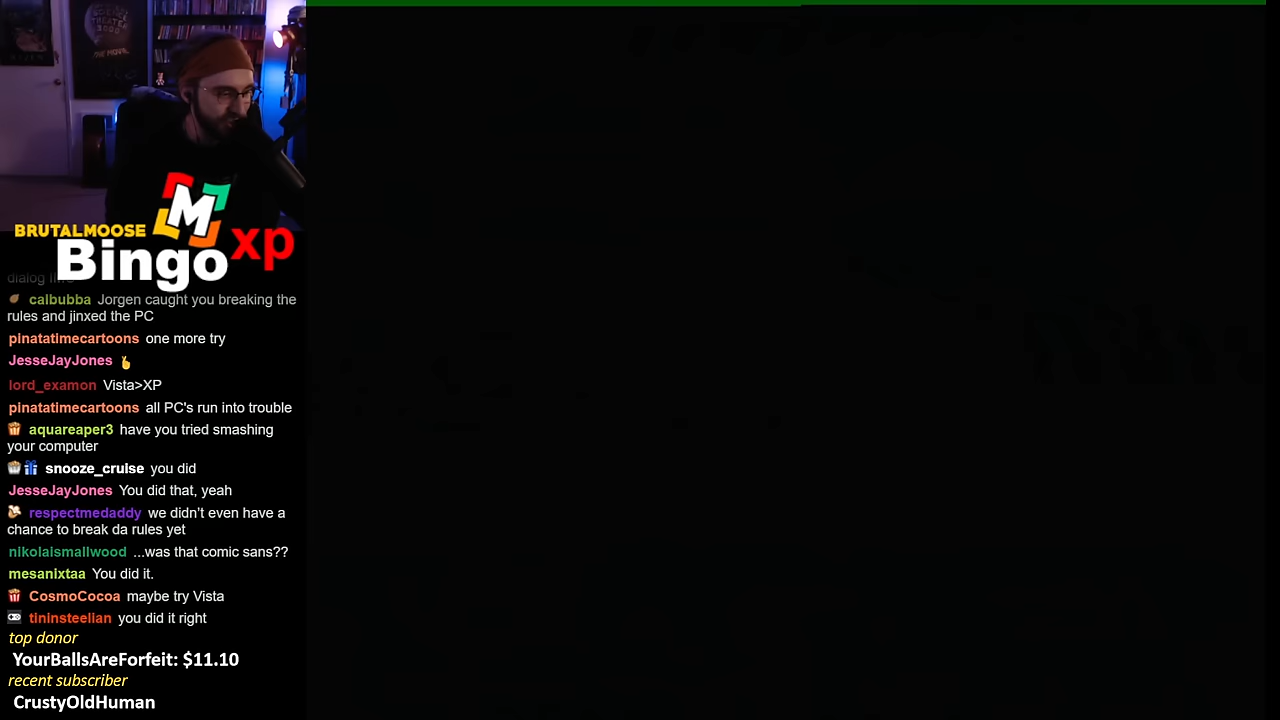 BRUTALMOOSE
M
Bingo xp
dialog
calbubba Jorgen caught you breaking the
rules and jinxed the PC
pinatatimecartoons one more try
JesseJayJones
lord_examon Vista>XP
pinatatimecartoons all PC's run into trouble
aquareaper3 have you tried smashing
your computer
snooze_cruise you did
JesseJayJones You did that, yeah
respectmedaddy we didn't even have a
chance to break da rules yet
nikolaismallwood ...was that comic sans??
mesanixtaa You did it.
CosmoCocoa maybe try Vista
tininsteelian you did it right
top donor
YourBallsAreForfeit: $11.10
recent subscriber
CrustyOldHuman